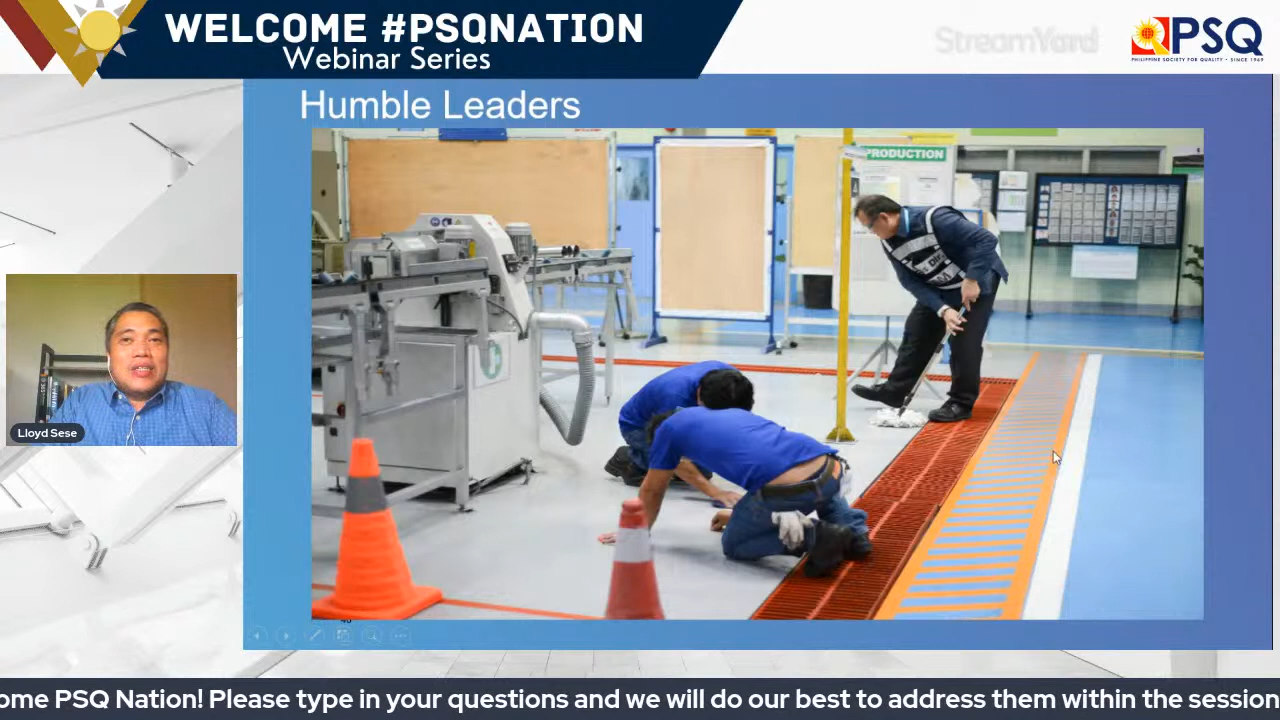 WELCOME #PSQNATION
Webinar Series
StreamYard
PSQ
PHILIPPINE SOCIETY FOR QUALITY • SINCE 1969
Humble Leaders
PRODUCTION
Lloyd Sese
ome PSQ Nation! Please type in your questions and we will do our best to address them within the session